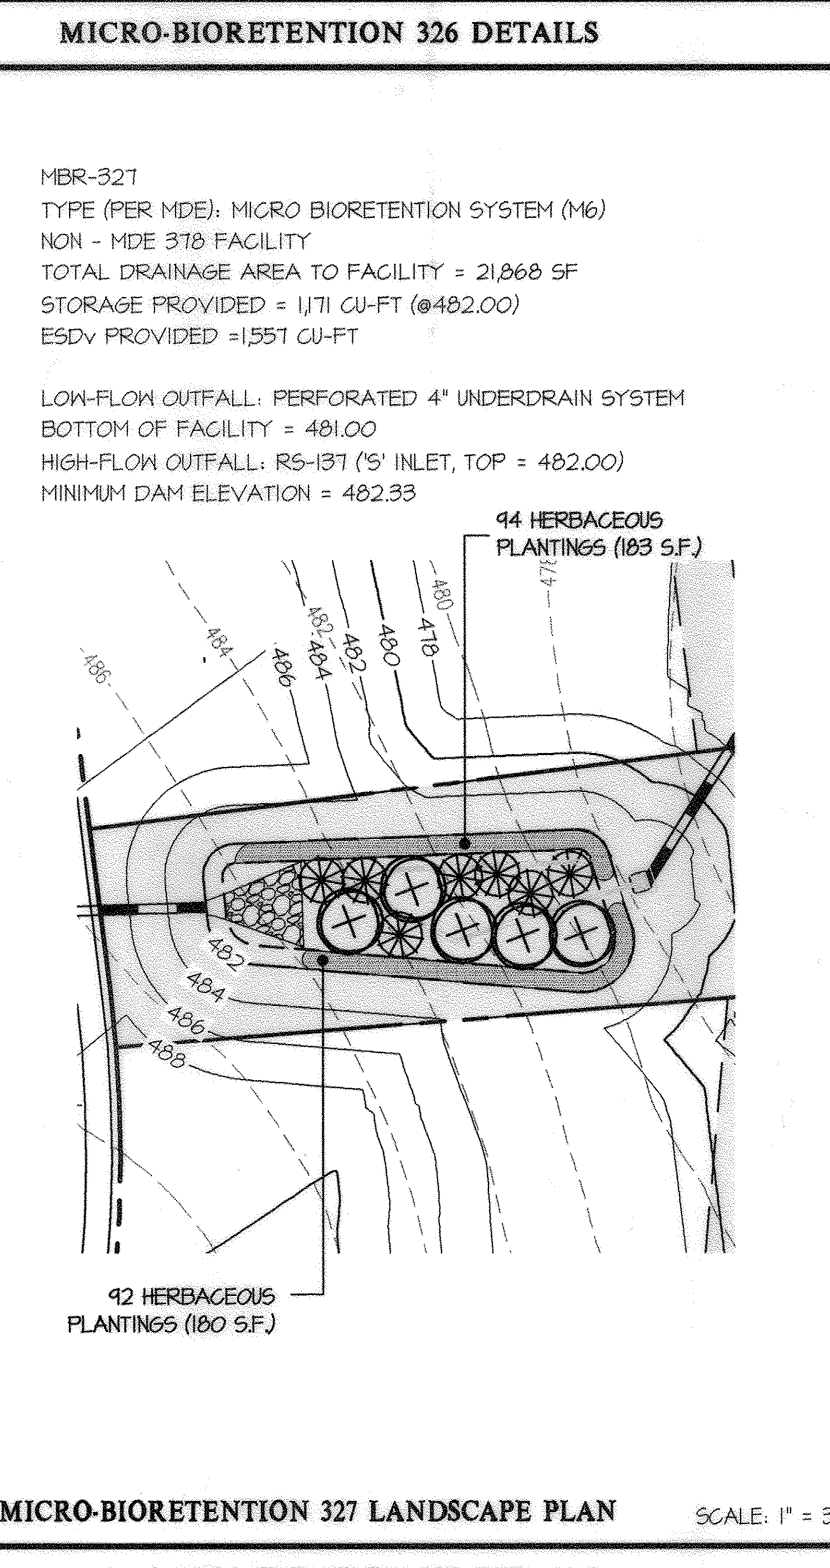 MICRO-BIORETENTION 326 DETAILS
MBR-327
TYPE (PER MDE): MICRO BIORETENTION SYSTEM (M6)
NON - MDE 378 FACILITY
TOTAL DRAINAGE AREA TO FACILITY = 21,868 SF
STORAGE PROVIDED = 1,171 CU-FT (@482.00)
ESDv PROVIDED =1,557 CU-FT
LOW-FLOW OUTFALL: PERFORATED 4" UNDERDRAIN SYSTEM
BOTTOM OF FACILITY = 481.00
HIGH-FLOW OUTFALL: RS-137 ('S' INLET, TOP = 482.00)
MINIMUM DAM ELEVATION = 482.33
94 HERBACEOUS
PLANTINGS (183 S.F.)
486
484
486
482
484
482
480
478
480
482
484
486
488
92 HERBACEOUS
PLANTINGS (180 S.F.)
MICRO-BIORETENTION 327 LANDSCAPE PLAN
SCALE: 1" = 3